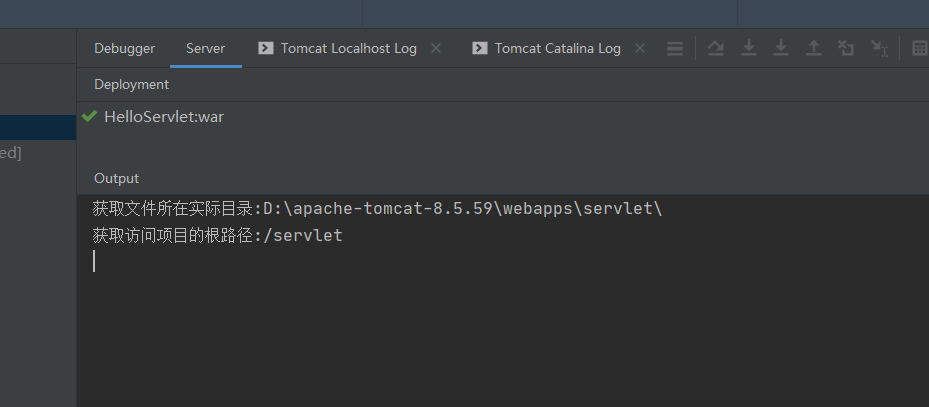 Debugger Server Tomcat Localhost Log Tomcat Catalina Log
Deployment
HelloServlet:war
ed]
Output
获取文件所在实际目录:D:\apache-tomcat-8.5.59\webapps\servlet\
获取访问项目的根路径:/servlet